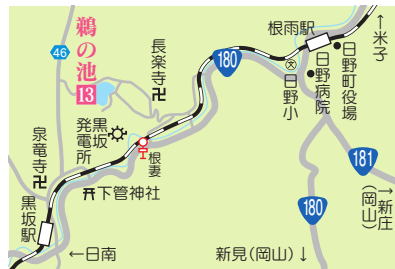 ←米子
根雨駅
180
日野町役場
日野病院
日野小
長楽寺
鵜の池
13
46
黒坂
発電所
根妻
泉竜寺
下菅神社
黒坂駅
181
→新庄
(岡山)
180
←日南
新見(岡山)↓